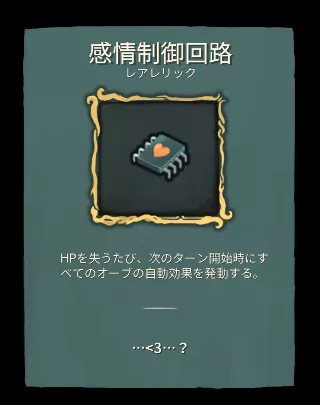 感情制御回路
レアレリック
HPを失うたび、次のターン開始時にす
べてのオーブの自動効果を発動する。
…<3…？